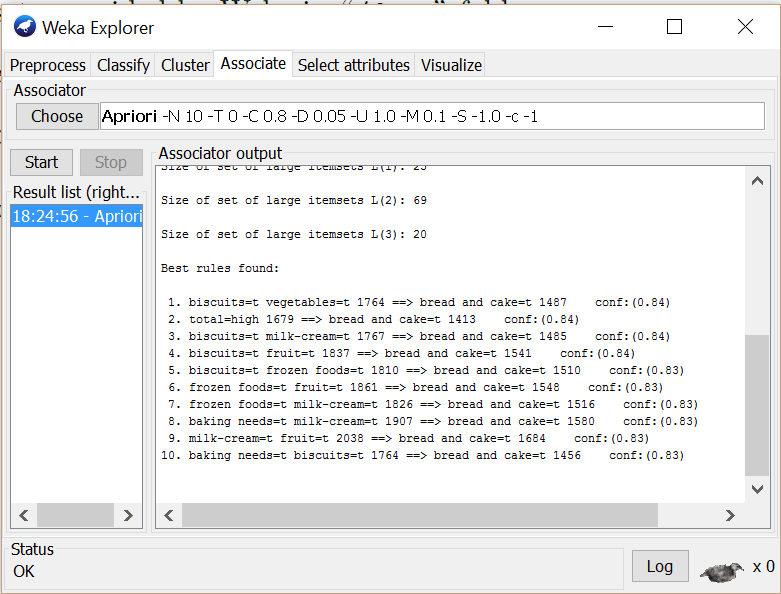 Weka Explorer
Preprocess Classify Cluster Associate Select attributes Visualize
Associator
Choose Apriori -N 10 -T 0 -C 0.8 -D 0.05 -U 1.0 -M 0.1 -S -1.0 -c -1
Start Stop
Result list (right...
18:24:56 - Apriori
Associator output
Size of set of large itemsets L(1):
Size of set of large itemsets L(2): 69
Size of set of large itemsets L(3): 20
Best rules found:
1. biscuits=t vegetables=t 1764 ==> bread and cake=t 1487 conf:(0.84)
2. total=high 1679 ==> bread and cake=t 1413 conf:(0.84)
3. biscuits=t milk-cream=t 1767 ==> bread and cake=t 1485 conf:(0.84)
4. biscuits=t fruit=t 1837 ==> bread and cake=t 1541 conf:(0.84)
5. biscuits=t frozen foods=t 1810 ==> bread and cake=t 1510 conf:(0.83)
6. frozen foods=t fruit=t 1861 ==> bread and cake=t 1548 conf:(0.83)
7. frozen foods=t milk-cream=t 1826 ==> bread and cake=t 1516 conf:(0.83)
8. baking needs=t milk-cream=t 1907 ==> bread and cake=t 1580 conf:(0.83)
9. milk-cream=t fruit=t 2038 ==> bread and cake=t 1684 conf:(0.83)
10. baking needs=t biscuits=t 1764 ==> bread and cake=t 1456 conf:(0.83)
Status
OK
Log
x 0